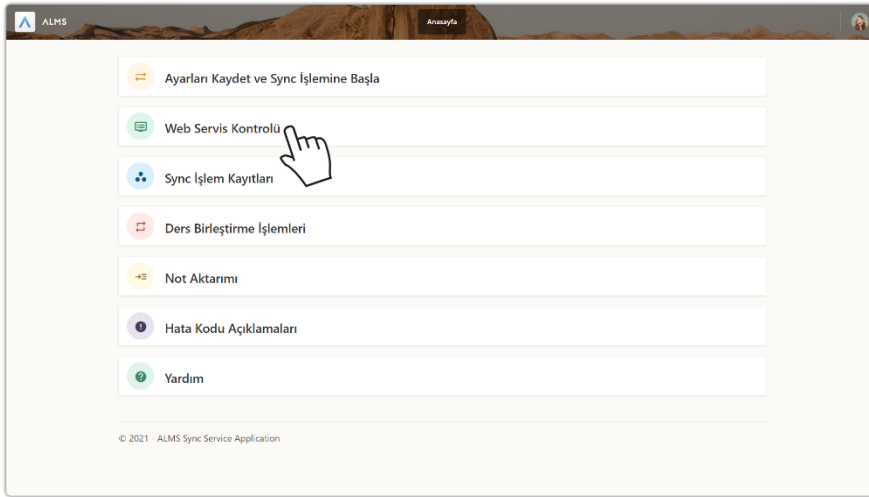 ALMS
Anasayfa
Ayarları Kaydet ve Sync İşlemine Başla
Web Servis Kontrolü
Sync İşlem Kayıtları
Ders Birleştirme İşlemleri
Not Aktarımı
Hata Kodu Açıklamaları
Yardım
© 2021 - ALMS Sync Service Application